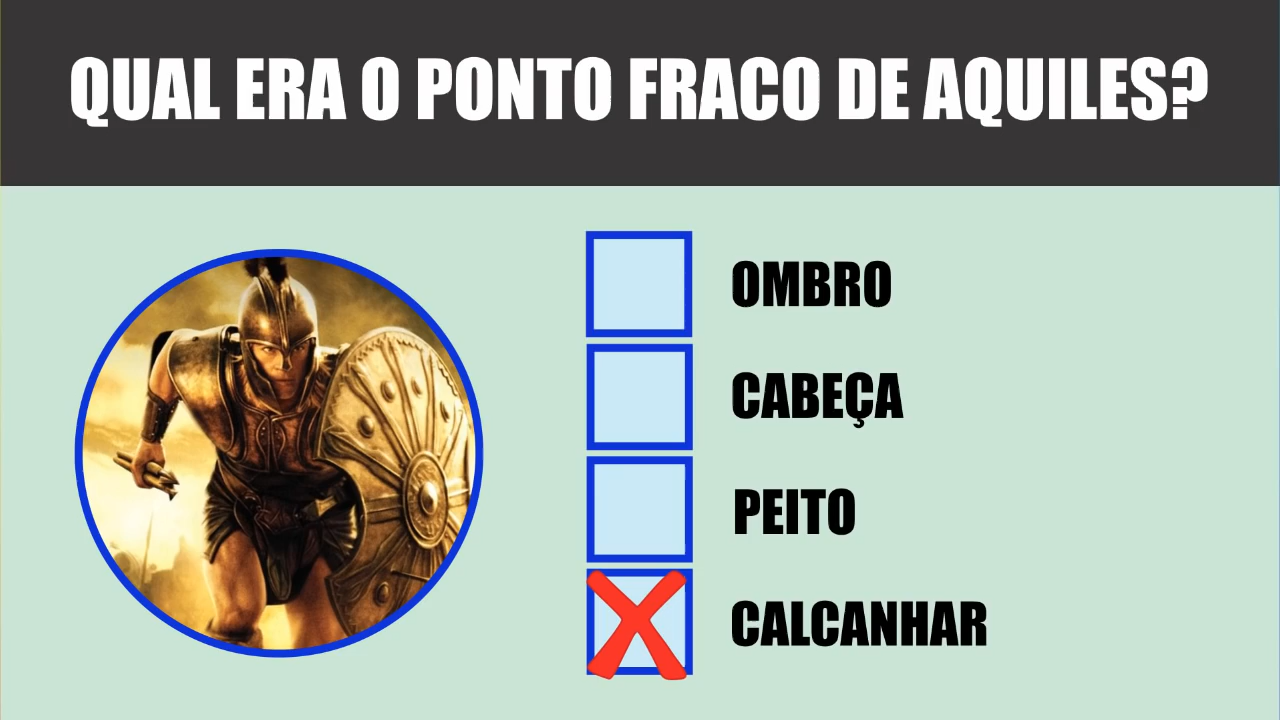 QUAL ERA O PONTO FRACO DE AQUILES?
OMBRO
CABEÇA
PEITO
CALCANHAR